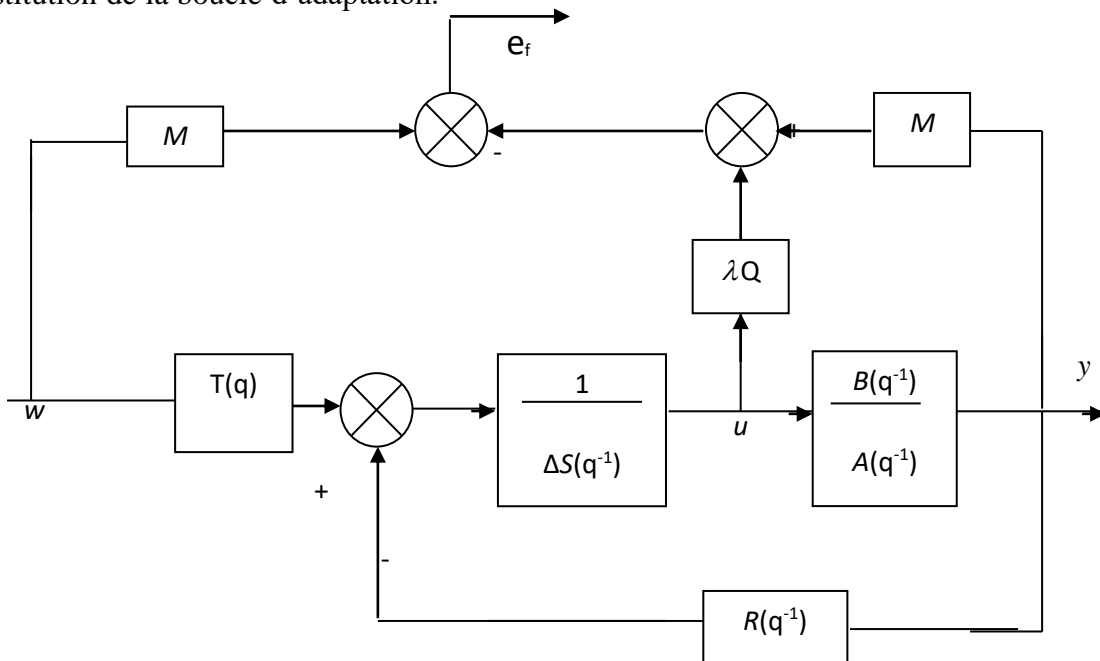 stitution de la boucle d'adaptation.
e_f
M
M
-
+
λQ
T(q)
1
ΔS(q⁻¹)
B(q⁻¹)
A(q⁻¹)
y
w
u
+
-
R(q⁻¹)